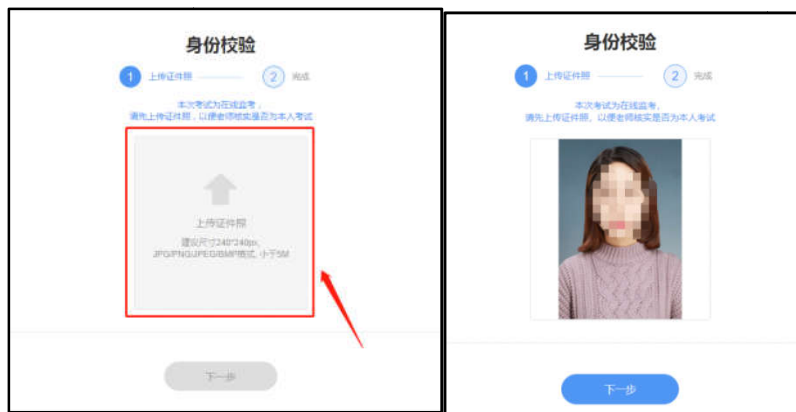 身份校验
1 上传证件照 2 完成
本次考试为在线监考，
请先上传证件照，以便老师核实是否为本人考试
上传证件照
建议尺寸240*240px,
JPG/PNG/JPEG/BMP格式, 小于5M
下一步
身份校验
1 上传证件照 2 完成
本次考试为在线监考，
请先上传证件照，以便老师核实是否为本人考试
下一步